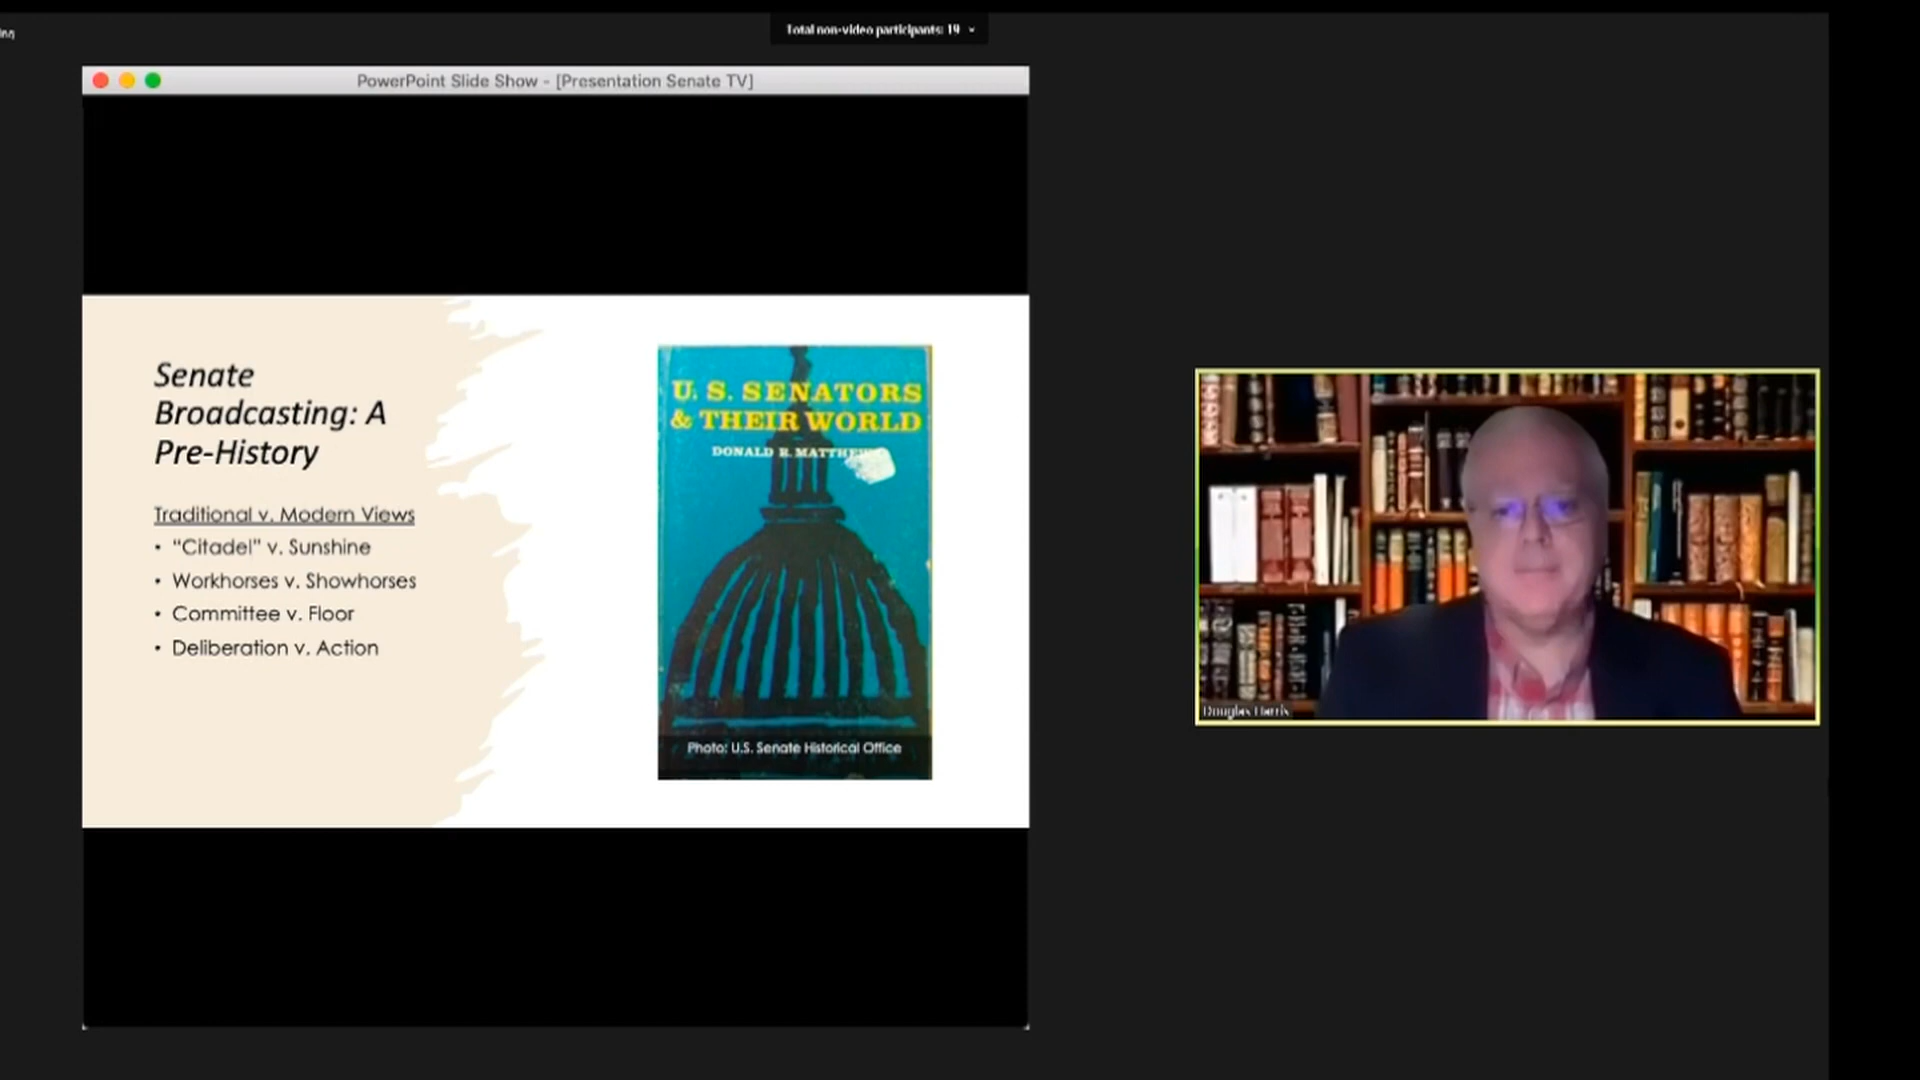 Total non-video participants: 19
PowerPoint Slide Show - [Presentation Senate TV]
Senate
Broadcasting: A
Pre-History
Traditional v. Modern Views
• "Citadel" v. Sunshine
• Workhorses v. Showhorses
• Committee v. Floor
• Deliberation v. Action
U. S. SENATORS
& THEIR WORLD
DONALD R. MATTHEW
Photo: U.S. Senate Historical Office
Douglas Harris